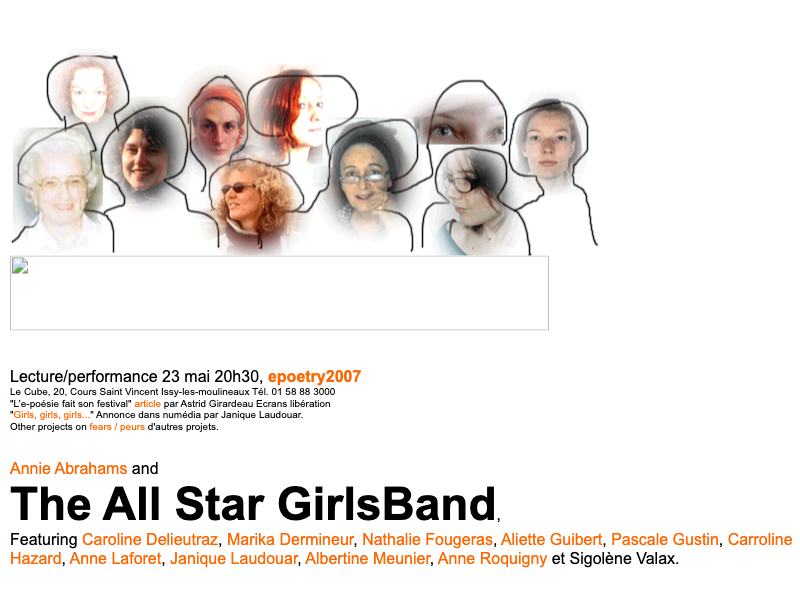 Lecture/performance 23 mai 20h30, epoetry2007
Le Cube, 20, Cours Saint Vincent Issy-les-moulineaux Tél. 01 58 88 3000
"L'e-poésie fait son festival" article par Astrid Girardeau Ecrans libération
"Girls, girls, girls..." Annonce dans numédia par Janique Laudouar.
Other projects on fears / peurs d'autres projets.
Annie Abrahams and
The All Star GirlsBand,
Featuring Caroline Delieutraz, Marika Dermineur, Nathalie Fougeras, Aliette Guibert, Pascale Gustin, Carroline
Hazard, Anne Laforet, Janique Laudouar, Albertine Meunier, Anne Roquigny et Sigolène Valax.